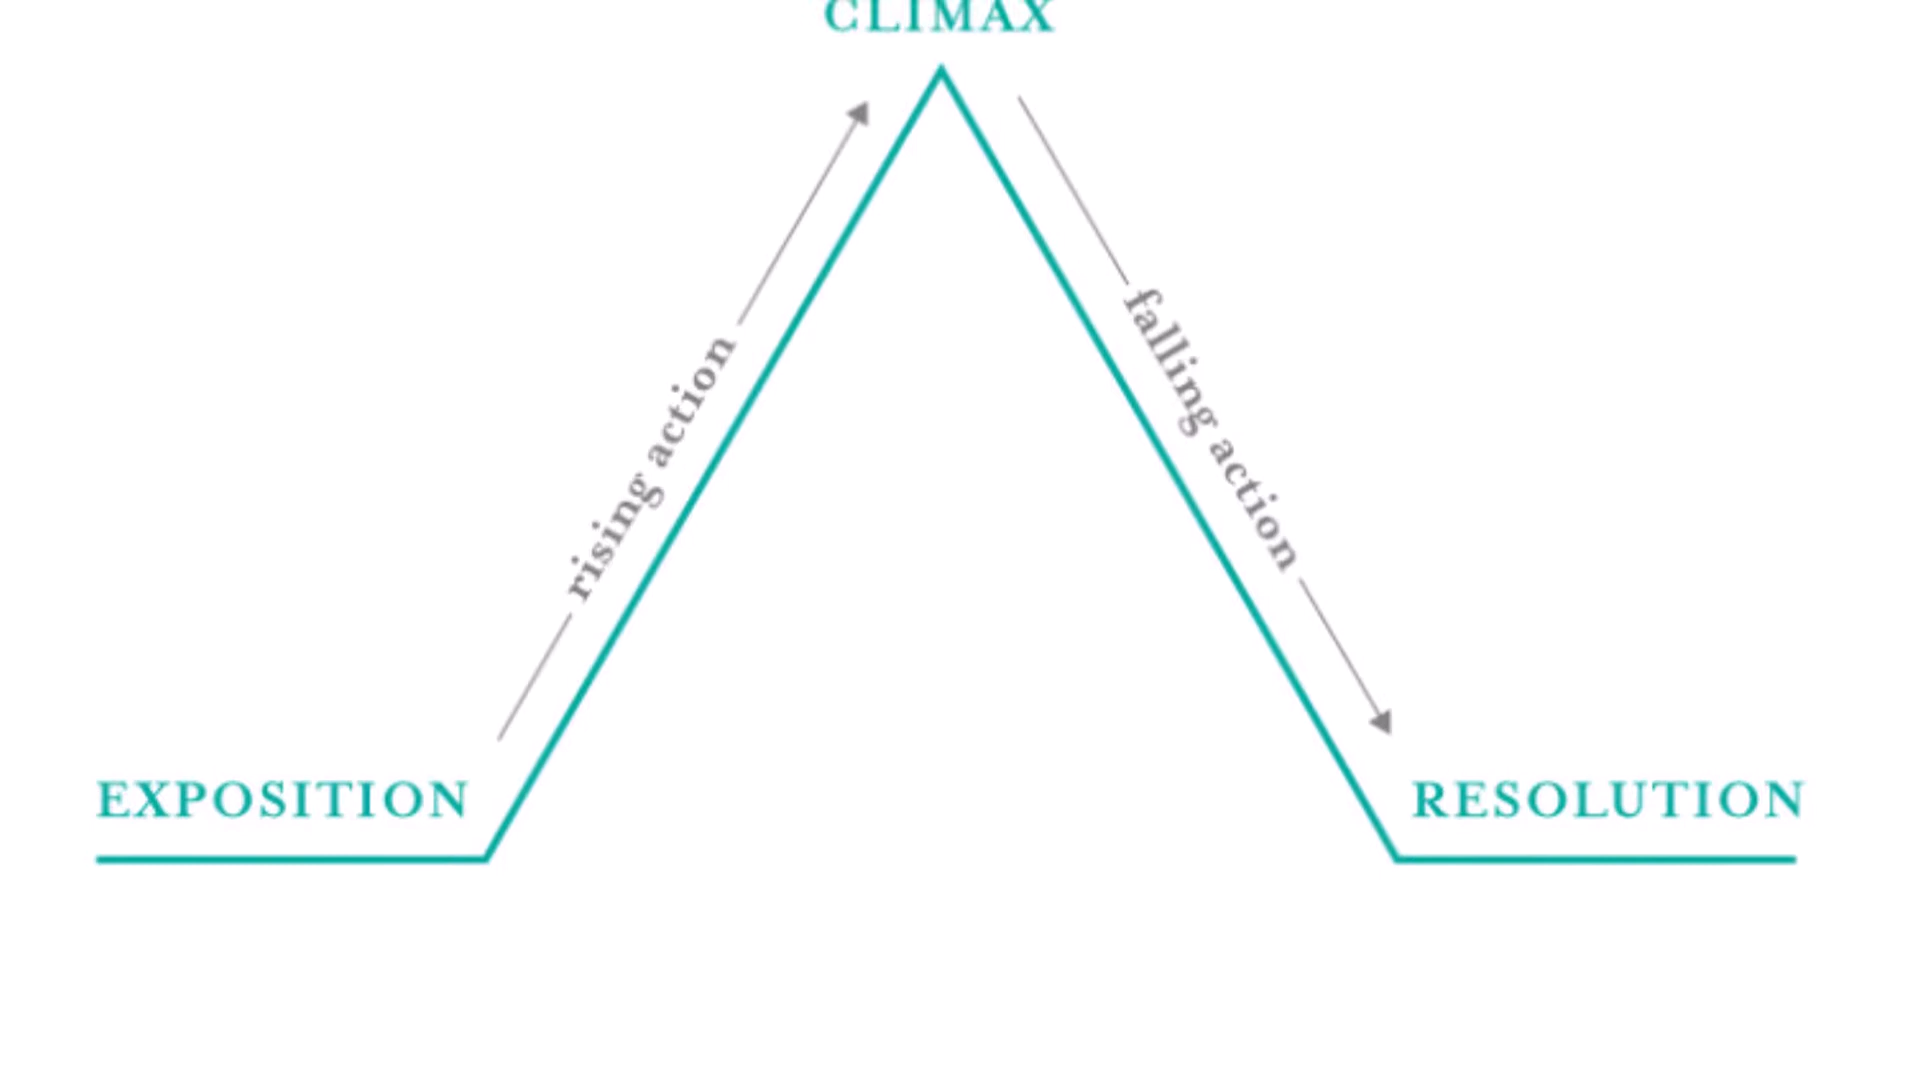 CLIMAX
rising action
falling action
EXPOSITION
RESOLUTION